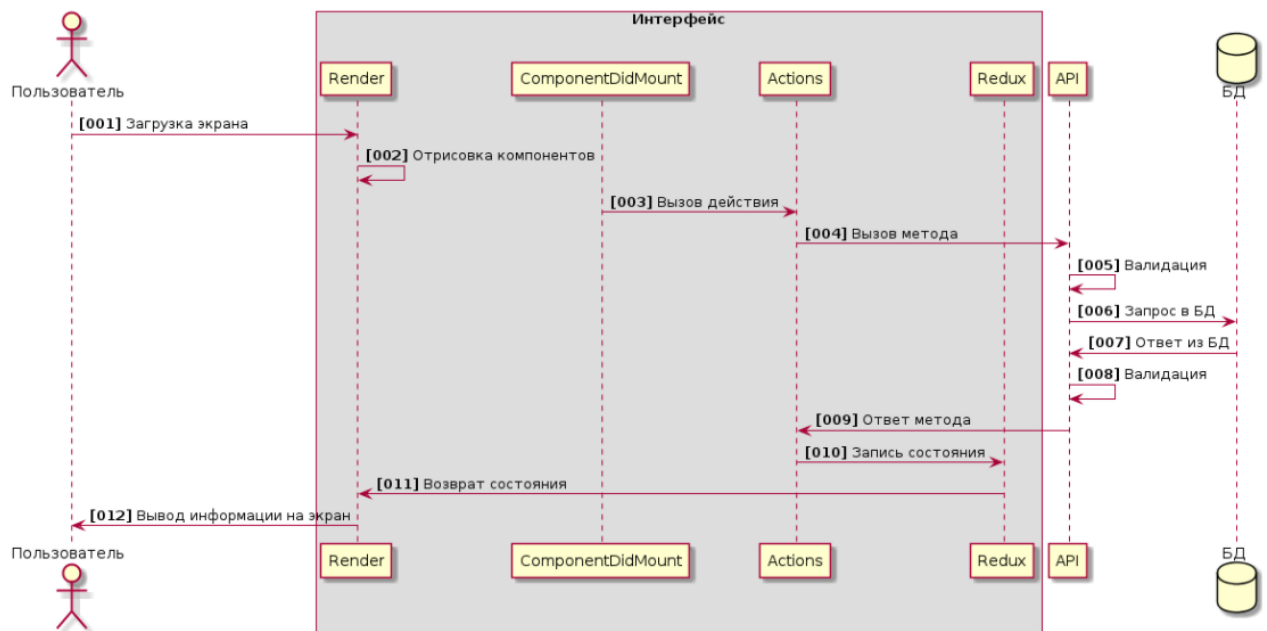 Интерфейс
Пользователь
Render
ComponentDidMount
Actions
Redux
API
БД
[001] Загрузка экрана
[002] Отрисовка компонентов
[003] Вызов действия
[004] Вызов метода
[005] Валидация
[006] Запрос в БД
[007] Ответ из БД
[008] Валидация
[009] Ответ метода
[010] Запись состояния
[011] Возврат состояния
[012] Вывод информации на экран
Пользователь
Render
ComponentDidMount
Actions
Redux
API
БД